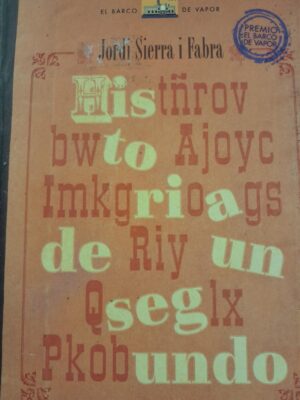 EL BARCO DE VAPOR
Jordi Sierra i Fabra
PREMIO
EL BARCO
DE VAPOR
Histñrov
bwto Ajoyc
Imkgrioags
de Riy un
Qseglx
Pkobundo